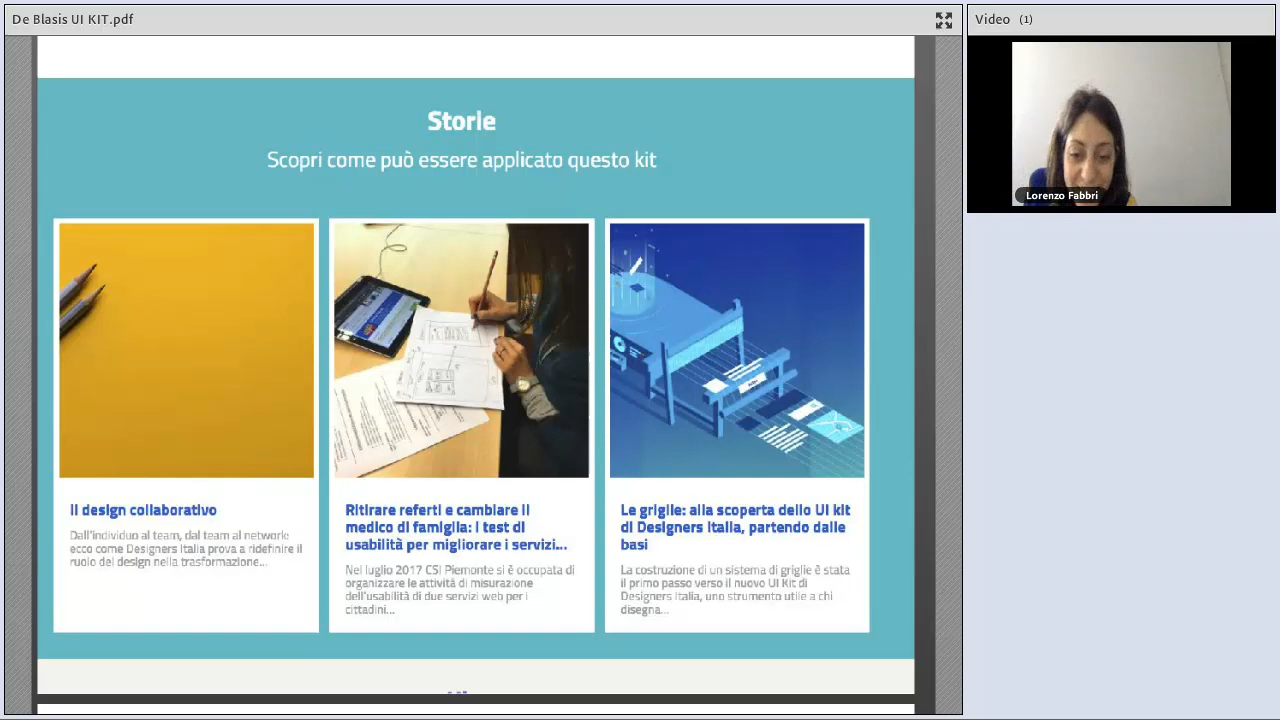 De Blasis UI KIT.pdf
Video (1)
Lorenzo Fabbri
Storie
Scopri come può essere applicato questo kit
Il design collaborativo
Dall'individuo al team, dal team al network
ecco come Designers Italia prova a ridefinire il
ruolo del design nella trasformazione...
Ritirare referti e cambiare il
medico di famiglia: i test di
usabilità per migliorare i servizi...
Nel luglio 2017 CSI Piemonte si è occupata di
organizzare le attività di misurazione
dell'usabilità di due servizi web per i
cittadini...
Le griglie: alla scoperta dello UI kit
di Designers Italia, partendo dalle
basi
La costruzione di un sistema di griglie è stata
il primo passo verso il nuovo UI Kit di
Designers Italia, uno strumento utile a chi
disegna...